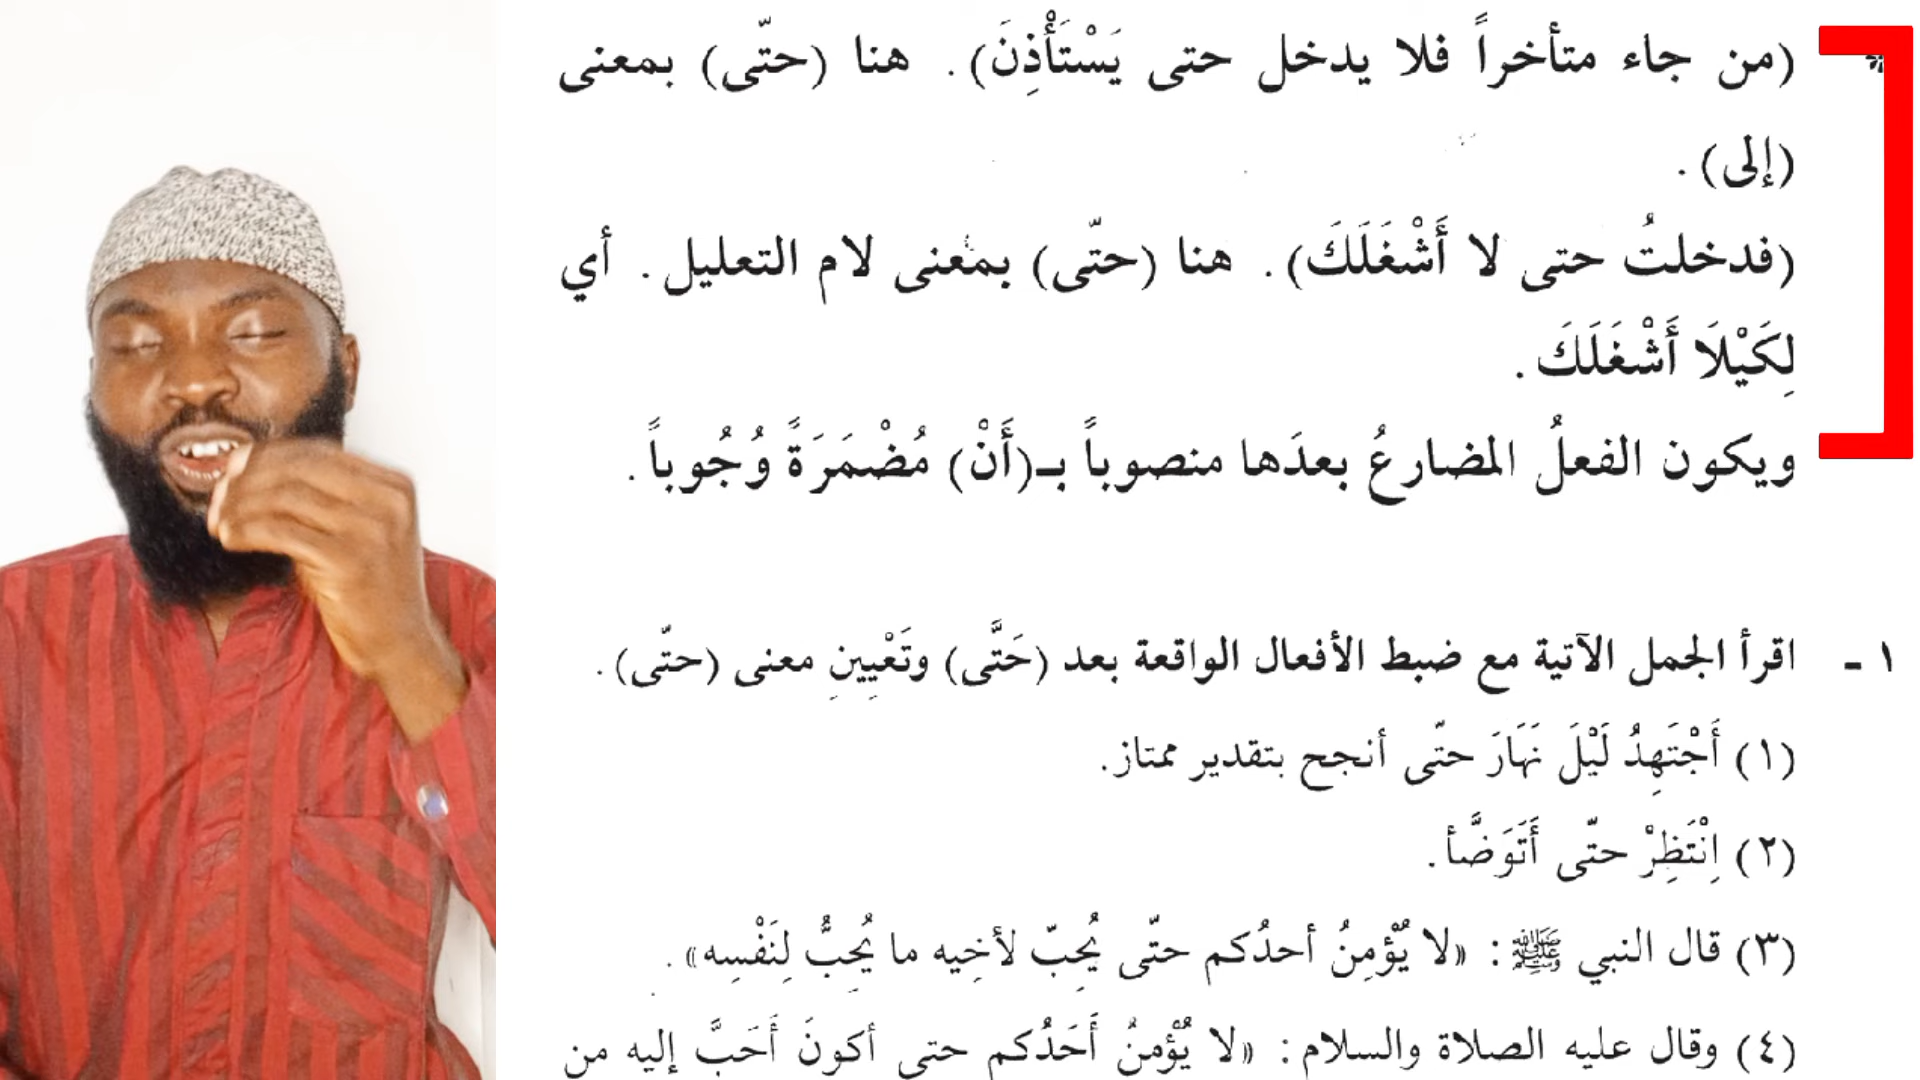 * (من جاء متأخراً فلا يدخل حتى يَسْتَأْذِنَ). هنا (حتّى) بمعنى
(إلى).
(فدخلتُ حتى لا أَشْغَلَكَ). هنا (حتّى) بمعنى لام التعليل. أي
لِكَيْلَا أَشْغَلَكَ.
ويكون الفعلُ المضارعُ بعدَها منصوباً بـ(أَنْ) مُضْمَرَةً وُجُوباً.
١ - اقرأ الجمل الآتية مع ضبط الأفعال الواقعة بعد (حَتَّى) وتَعْيِينِ معنى (حتّى).
(١) أَجْتَهِدُ لَيْلَ نَهَارَ حتّى أنجح بتقدير ممتاز.
(٢) اِنْتَظِرْ حتّى أَتَوَضَّأ.
(٣) قال النبي ﷺ: «لا يُؤْمِنُ أحدُكم حتّى يُحِبّ لأخِيه ما يُحِبُّ لِنَفْسِه».
(٤) وقال عليه الصلاة والسلام: «لا يُؤْمنُ أَحَدُكم حتى أكونَ أَحَبَّ إليه من